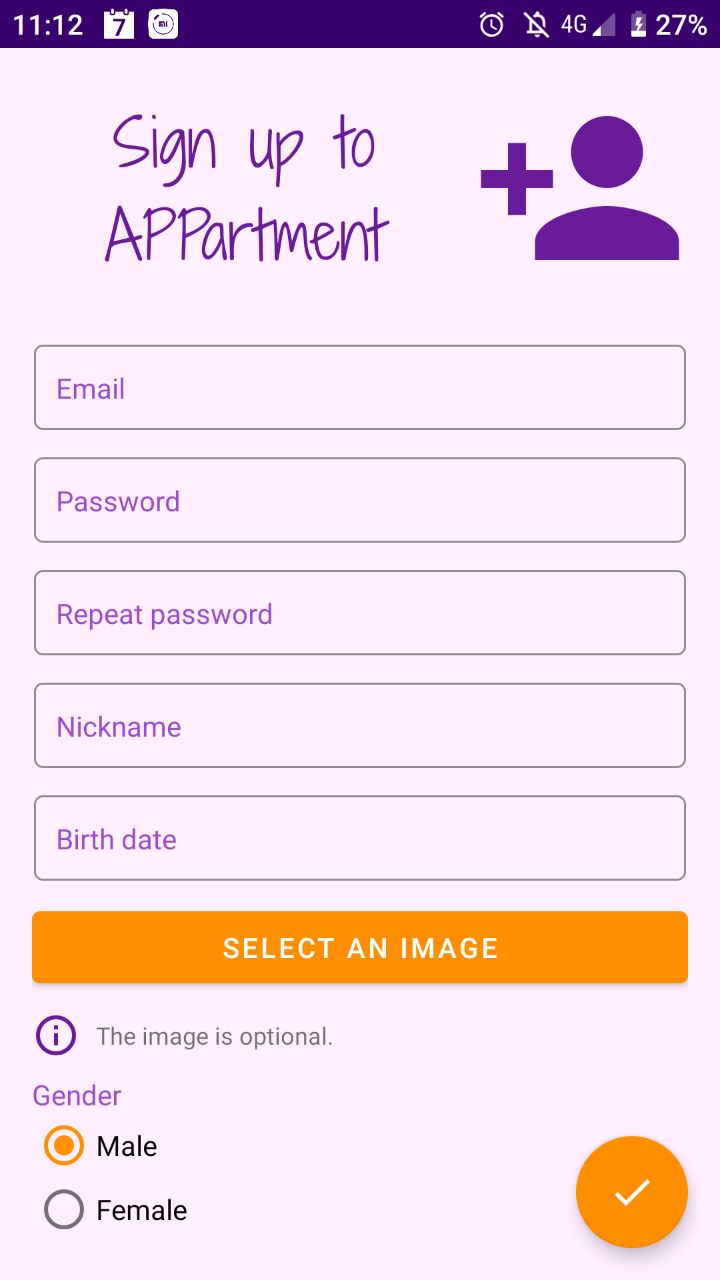 11:12 7 MI 4G 27%
Sign up to
APPartment
Email
Password
Repeat password
Nickname
Birth date
SELECT AN IMAGE
The image is optional.
Gender
Male
Female